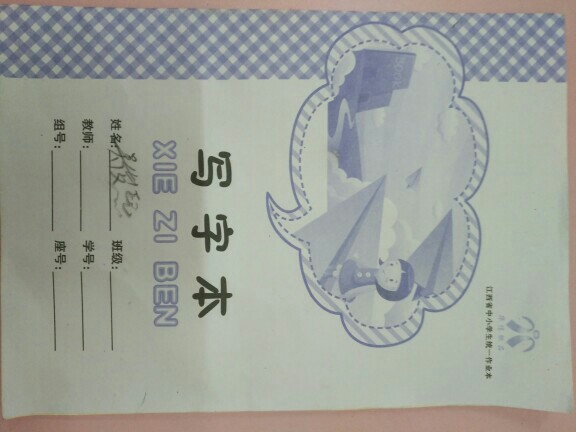 江西省中小学生统一作业本
写字本
XIE ZI BEN
姓名: 班级:
教师: 学号:
组号: 座号: